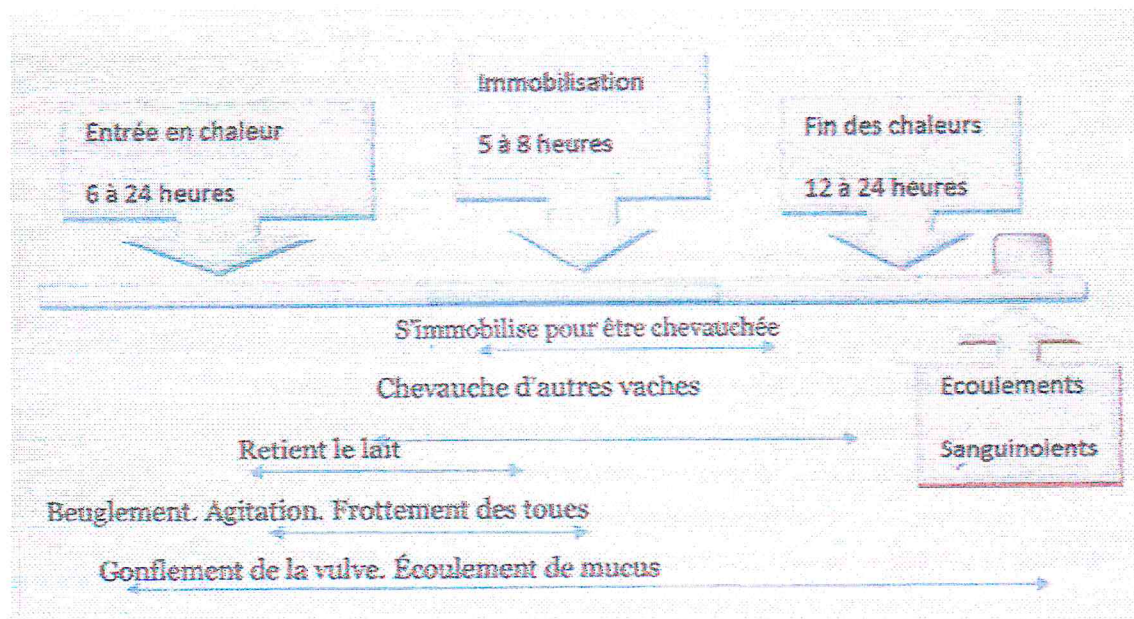 Immobilisation
5 à 8 heures
Entrée en chaleur
6 à 24 heures
Fin des chaleurs
12 à 24 heures
S'immobilise pour être chevauchée
Chevauche d'autres vaches
Retient le lait
Beuglement. Agitation. Frottement des toues
Gonflement de la vulve. Écoulement de mucus
Ecoulements
Sanguinolents